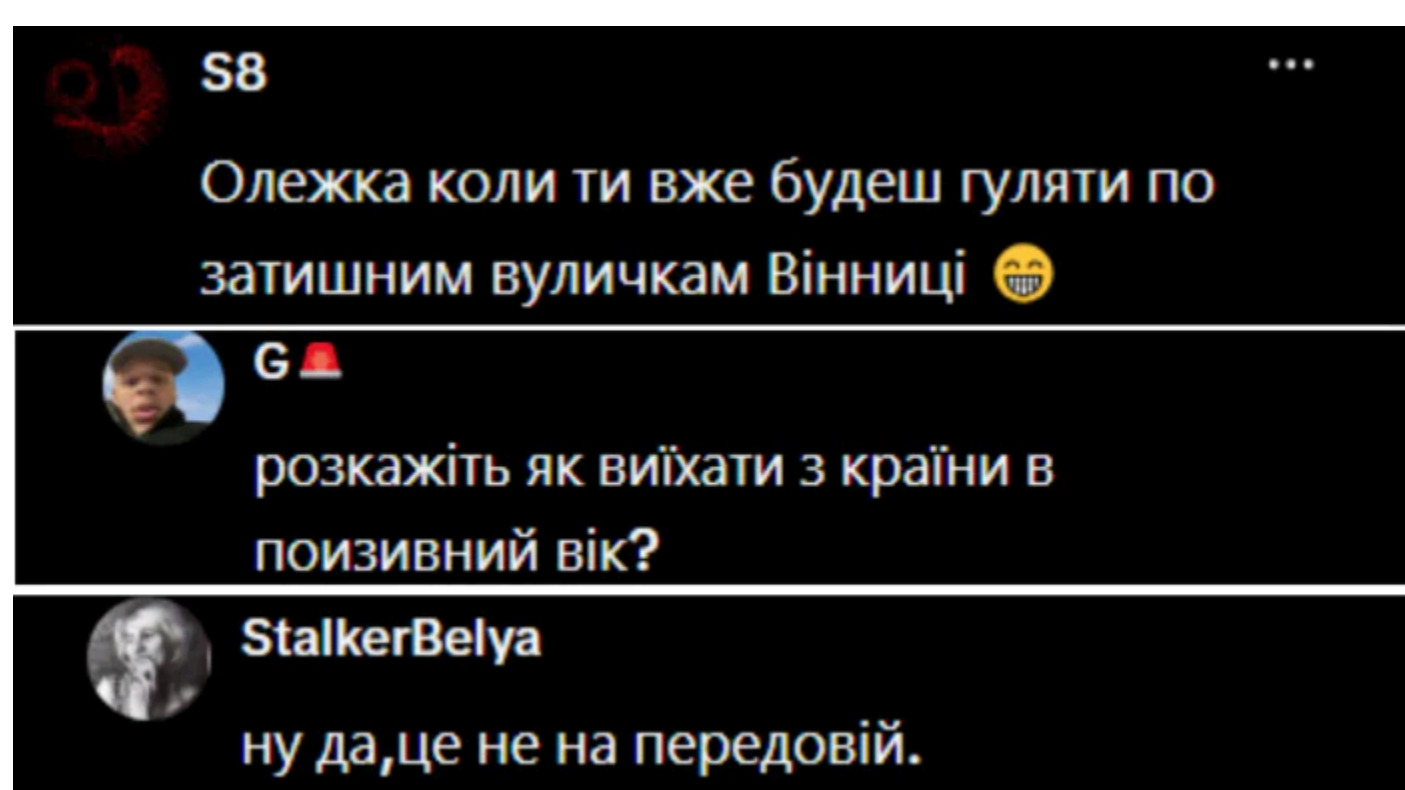 S8
Олежка коли ти вже будеш гуляти по
затишним вуличкам Вінниці 😁
G🚨
розкажіть як виїхати з країни в
поизивний вік?
StalkerBelya
ну да,це не на передовій.